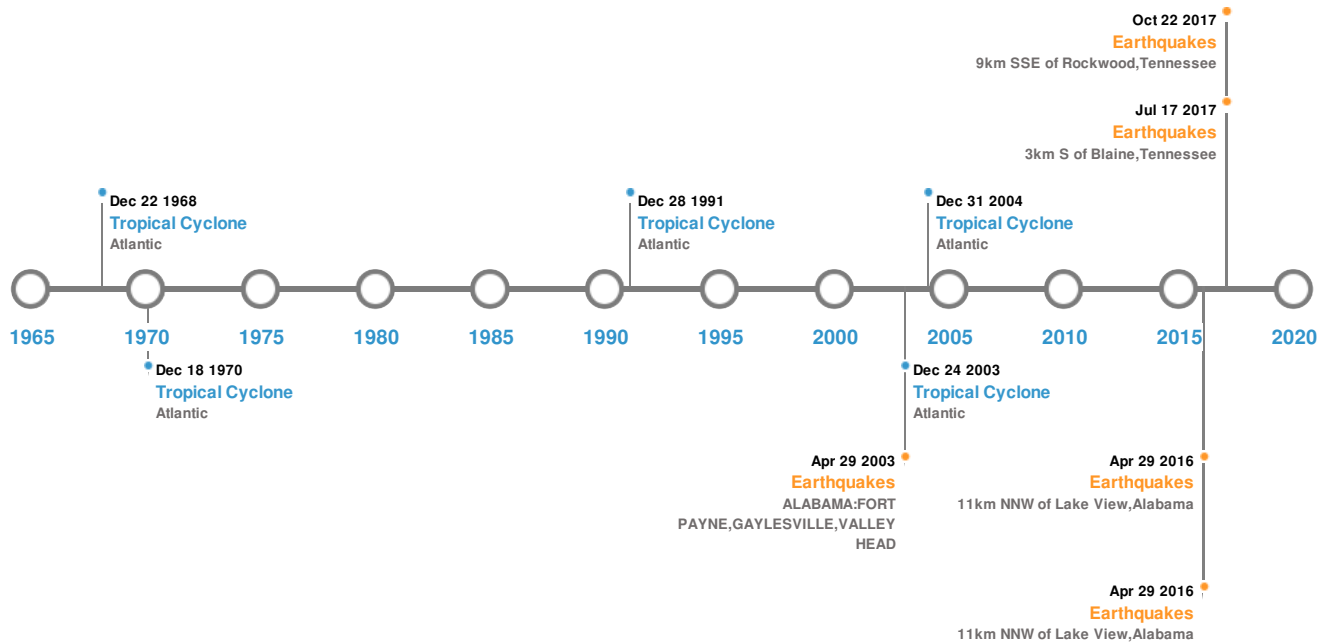 Oct 22 2017
Earthquakes
9km SSE of Rockwood,Tennessee
Jul 17 2017
Earthquakes
3km S of Blaine,Tennessee
Dec 22 1968
Tropical Cyclone
Atlantic
Dec 28 1991
Tropical Cyclone
Atlantic
Dec 31 2004
Tropical Cyclone
Atlantic
1965 1970 1975 1980 1985 1990 1995 2000 2005 2010 2015 2020
Dec 18 1970
Tropical Cyclone
Atlantic
Dec 24 2003
Tropical Cyclone
Atlantic
Apr 29 2003
Earthquakes
ALABAMA:FORT
PAYNE,GAYLESVILLE,VALLEY
HEAD
Apr 29 2016
Earthquakes
11km NNW of Lake View,Alabama
Apr 29 2016
Earthquakes
11km NNW of Lake View,Alabama